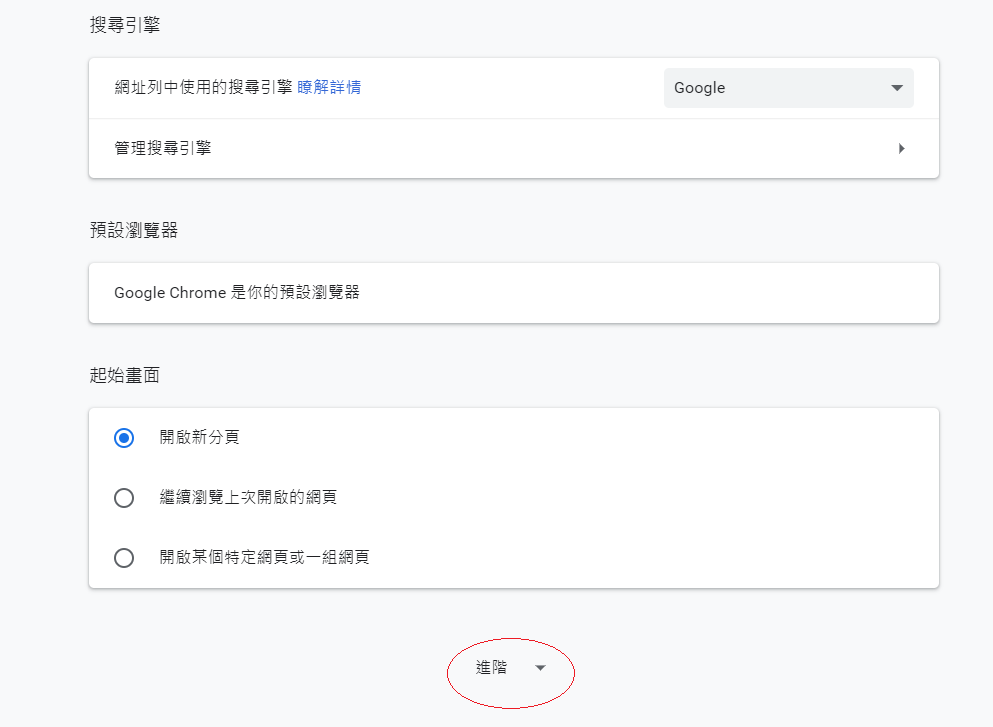 搜尋引擎
網址列中使用的搜尋引擎 瞭解詳情
Google
管理搜尋引擎
預設瀏覽器
Google Chrome 是你的預設瀏覽器
起始畫面
開啟新分頁
繼續瀏覽上次開啟的網頁
開啟某個特定網頁或一組網頁
進階